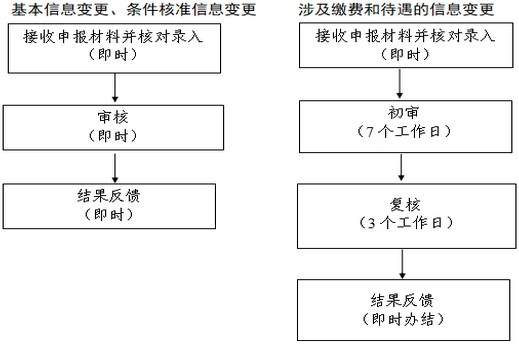 基本信息变更、条件核准信息变更
接收申报材料并核对录入
（即时）
审核
（即时）
结果反馈
（即时）
涉及缴费和待遇的信息变更
接收申报材料并核对录入
（即时）
初审
（7个工作日）
复核
（3个工作日）
结果反馈
（即时办结）